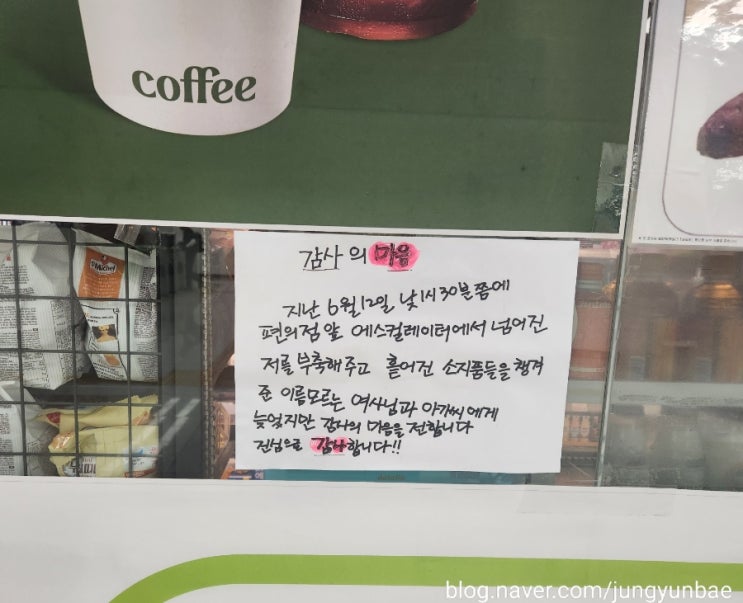 coffee
감사의 마음
지난 6월12일 낮1시30분쯤에
편의점앞 에스컬레이터에서 넘어진
저를 부축해주고 흩어진 소지품들을 챙겨
준 이름모르는 여사님과 아가씨에게
늦었지만 감사의 마음을 전합니다
진심으로 감사합니다!!
blog.naver.com/jungyunbae